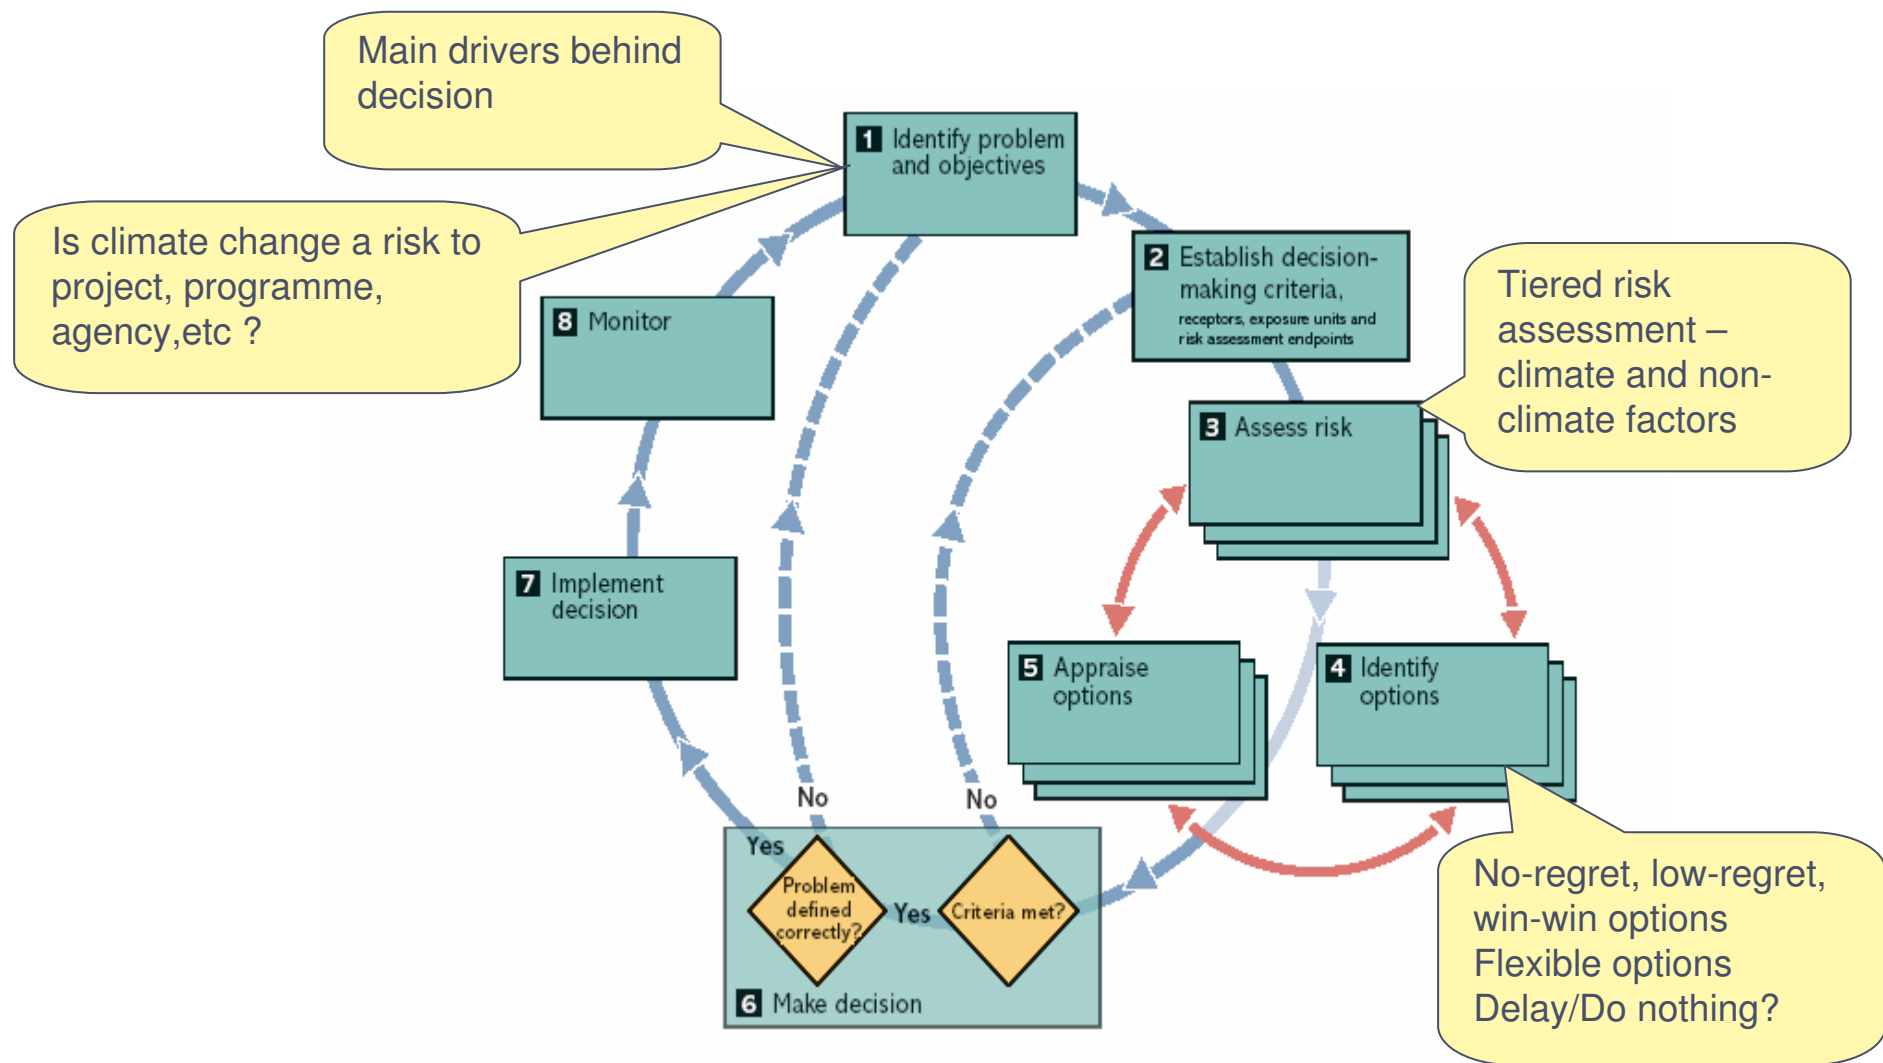 Main drivers behind
decision
1 Identify problem
and objectives
Is climate change a risk to
project, programme,
agency,etc ?
2 Establish decision-
making criteria,
receptors, exposure units and
risk assessment endpoints
Tiered risk
assessment –
climate and non-
climate factors
8 Monitor
3 Assess risk
7 Implement
decision
5 Appraise
options
4 Identify
options
No
No
Yes
Problem
defined
correctly?
Yes
Criteria met?
6 Make decision
No-regret, low-regret,
win-win options
Flexible options
Delay/Do nothing?